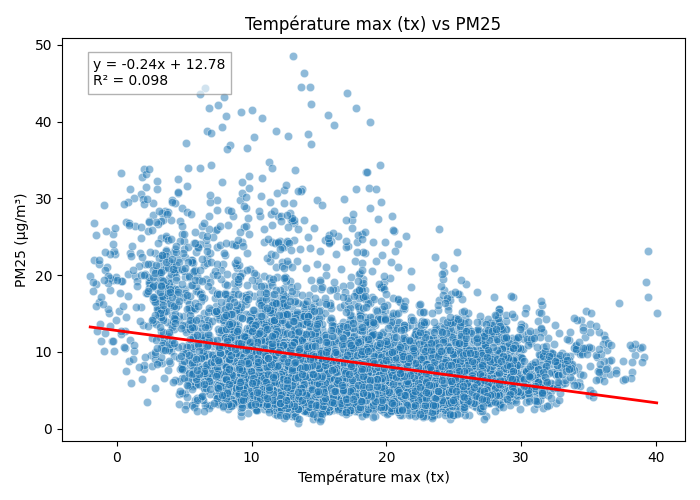 Température max (tx) vs PM25
y = -0.24x + 12.78
R² = 0.098
50
40
30
20
10
0
PM25 (µg/m³)
0 10 20 30 40
Température max (tx)